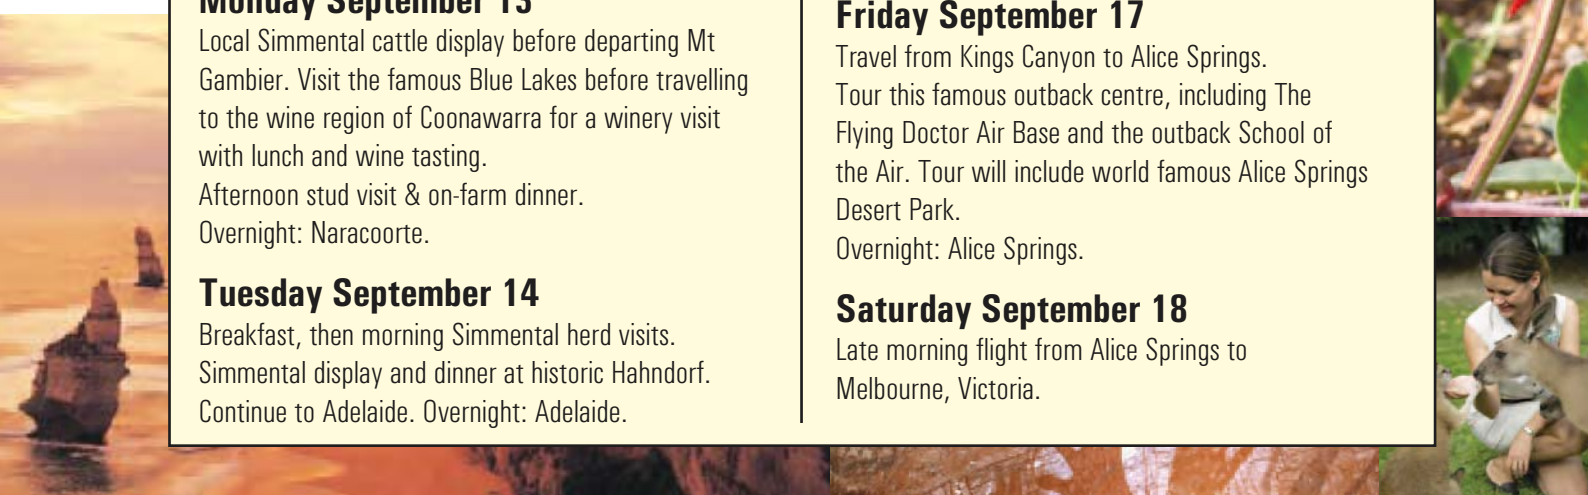 Monday September 13
Local Simmental cattle display before departing Mt
Gambier. Visit the famous Blue Lakes before travelling
to the wine region of Coonawarra for a winery visit
with lunch and wine tasting.
Afternoon stud visit & on-farm dinner.
Overnight: Naracoorte.
Tuesday September 14
Breakfast, then morning Simmental herd visits.
Simmental display and dinner at historic Hahndorf.
Continue to Adelaide. Overnight: Adelaide.
Friday September 17
Travel from Kings Canyon to Alice Springs.
Tour this famous outback centre, including The
Flying Doctor Air Base and the outback School of
the Air. Tour will include world famous Alice Springs
Desert Park.
Overnight: Alice Springs.
Saturday September 18
Late morning flight from Alice Springs to
Melbourne, Victoria.